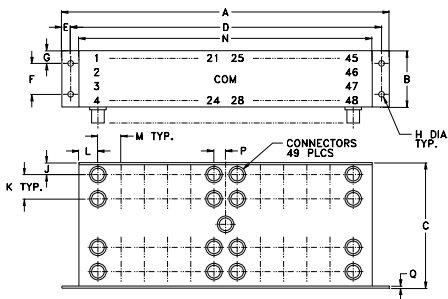 A
E D
N
G 1 21 25 45
2 46
F COM B
3 47
4 24 28 48
H DIA
TYP.
M TYP.
L P CONNECTORS
49 PLCS
J
K TYP.
C
Q